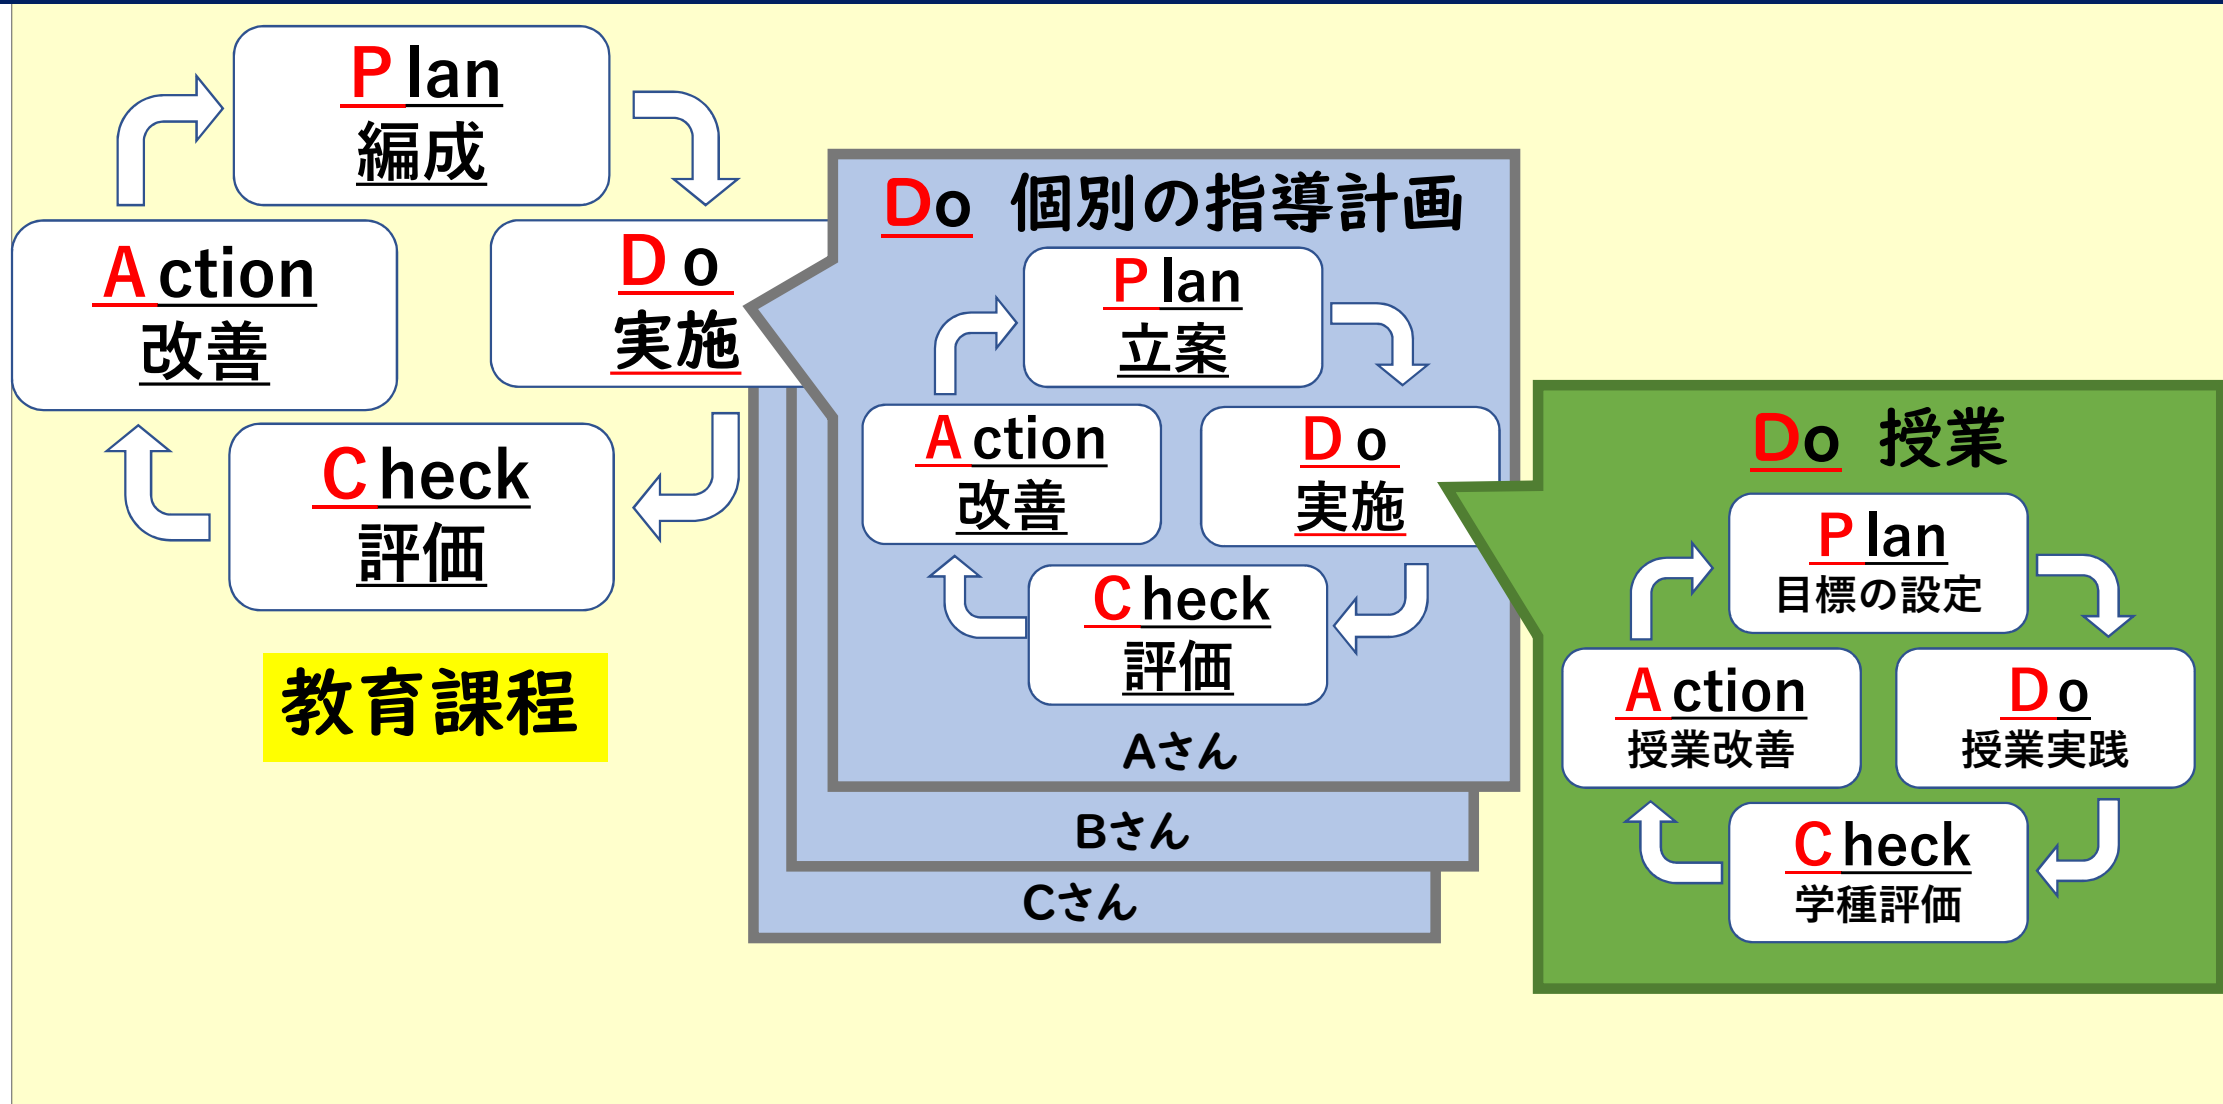 Plan
編成
Action
改善
Do
実施
Check
評価
教育課程
Do 個別の指導計画
Plan
立案
Action
改善
Do
実施
Check
評価
Aさん
Bさん
Cさん
Do 授業
Plan
目標の設定
Action
授業改善
Do
授業実践
Check
学種評価